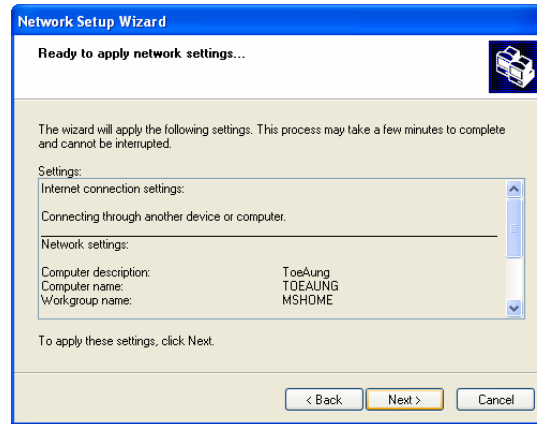 Network Setup Wizard
Ready to apply network settings...
The wizard will apply the following settings. This process may take a few minutes to complete
and cannot be interrupted.
Settings:
Internet connection settings:
Connecting through another device or computer.
Network settings:
Computer description: ToeAung
Computer name: TOEAUNG
Workgroup name: MSHOME
To apply these settings, click Next.
< Back Next > Cancel